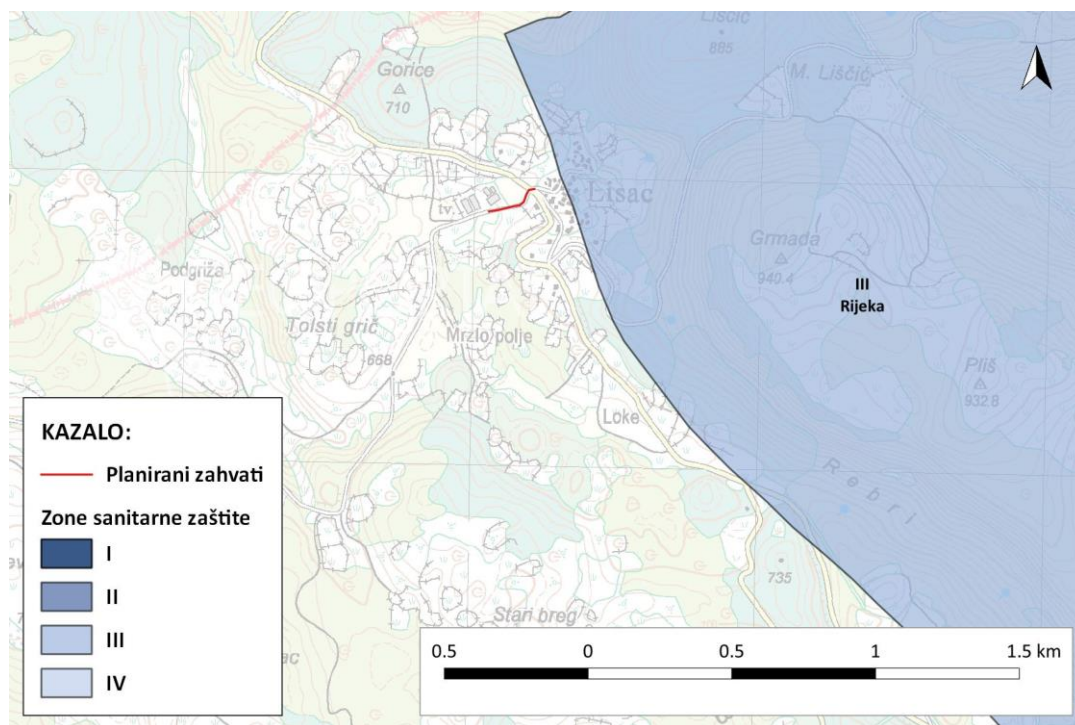 Liščić
885
Gorice
710
M. Liščić
Lisac
tv.
Grmada
940.4
Podgriža
III
Rijeka
Tolsti grič
Mrzlo polje
668
Pliš
932.8
Loke
Rebri
735
Stari breg
KAZALO:
Planirani zahvati
Zone sanitarne zaštite
I
II
III
IV
0.5 0 0.5 1 1.5 km